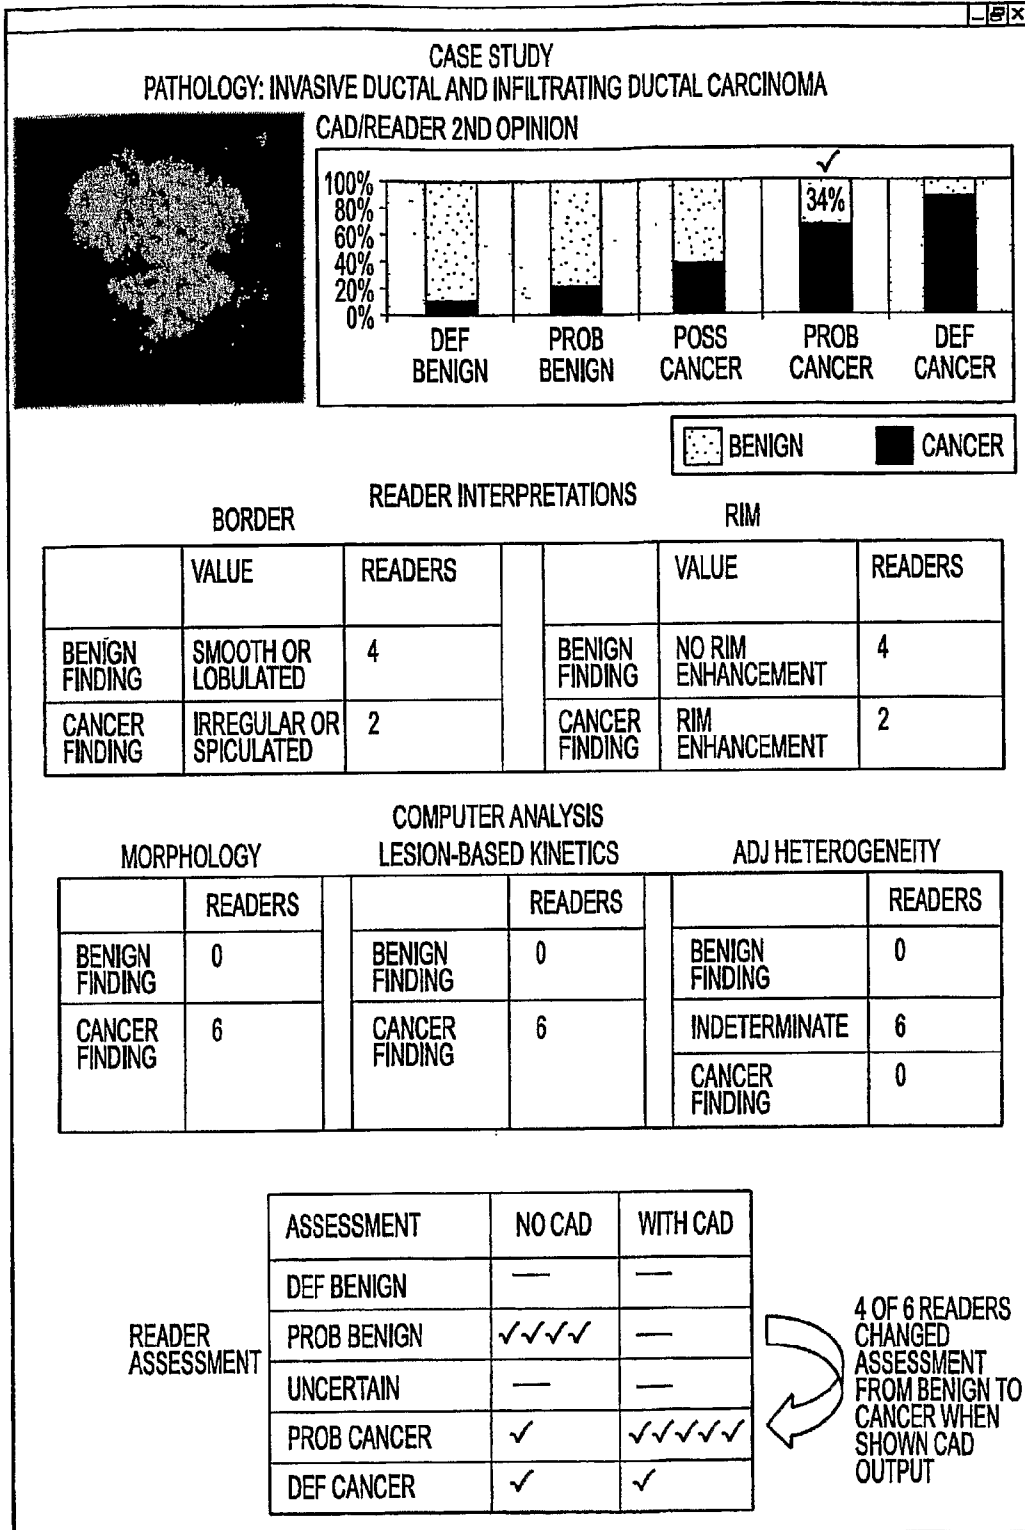 CASE STUDY
PATHOLOGY: INVASIVE DUCTAL AND INFILTRATING DUCTAL CARCINOMA
CAD/READER 2ND OPINION
✓
100%
80%
60%
40%
20%
0%
34%
DEF
BENIGN
PROB
BENIGN
POSS
CANCER
PROB
CANCER
DEF
CANCER
BENIGN
CANCER
READER INTERPRETATIONS
BORDER
VALUE READERS
BENIGN
FINDING
SMOOTH OR
LOBULATED
4
CANCER
FINDING
IRREGULAR OR
SPICULATED
2
RIM
VALUE READERS
BENIGN
FINDING
NO RIM
ENHANCEMENT
4
CANCER
FINDING
RIM
ENHANCEMENT
2
COMPUTER ANALYSIS
MORPHOLOGY
READERS
BENIGN
FINDING
0
CANCER
FINDING
6
LESION-BASED KINETICS
READERS
BENIGN
FINDING
0
CANCER
FINDING
6
ADJ HETEROGENEITY
READERS
BENIGN
FINDING
0
INDETERMINATE 6
CANCER
FINDING
0
READER
ASSESSMENT
ASSESSMENT NO CAD WITH CAD
DEF BENIGN — —
PROB BENIGN ✓✓✓✓ —
UNCERTAIN — —
PROB CANCER ✓ ✓✓✓✓✓
DEF CANCER ✓ ✓
4 OF 6 READERS
CHANGED
ASSESSMENT
FROM BENIGN TO
CANCER WHEN
SHOWN CAD
OUTPUT